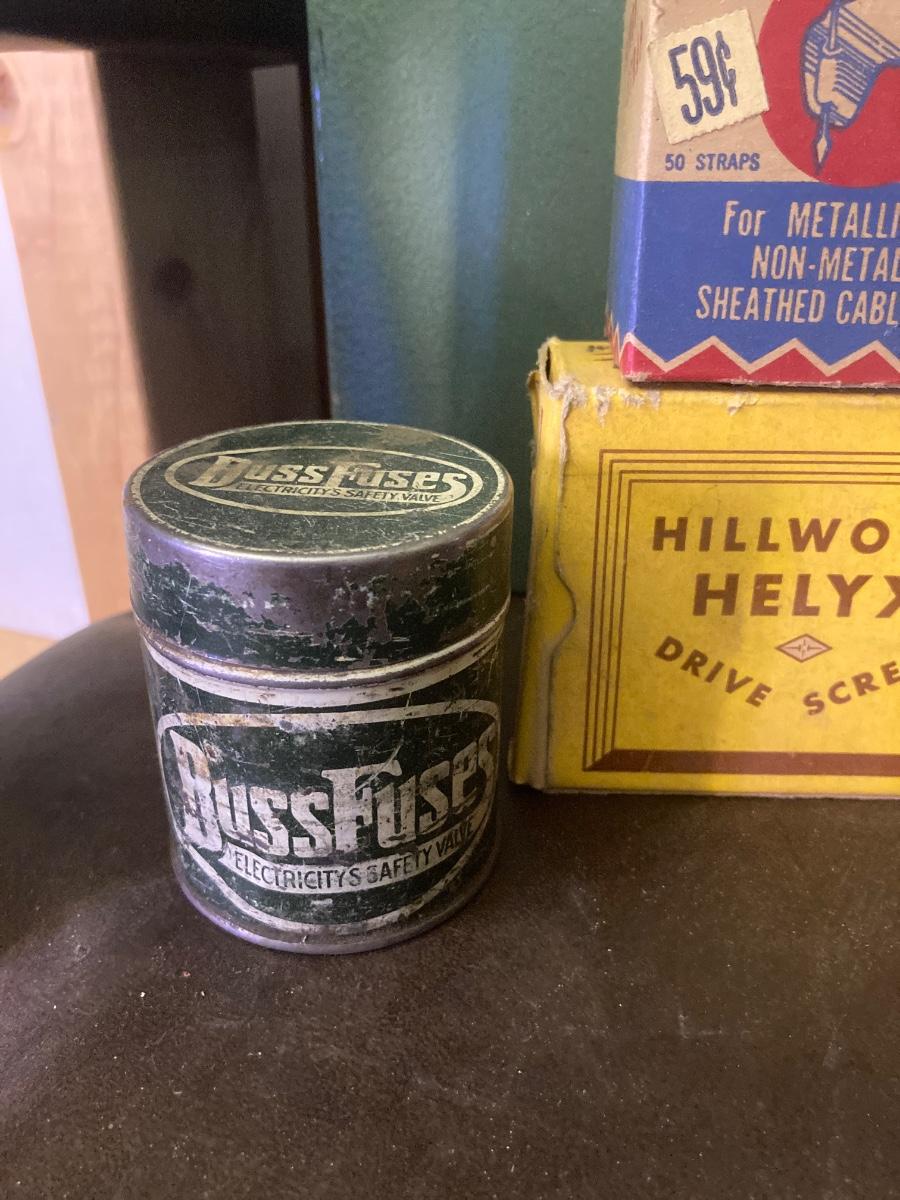 59¢
50 STRAPS
For METALLI
NON-METAL
SHEATHED CABL
HILLWO
HELYX
DRIVE SCRE
BussFuses
ELECTRICITY'S SAFETY VALVE
BussFuses
ELECTRICITY'S SAFETY VALVE